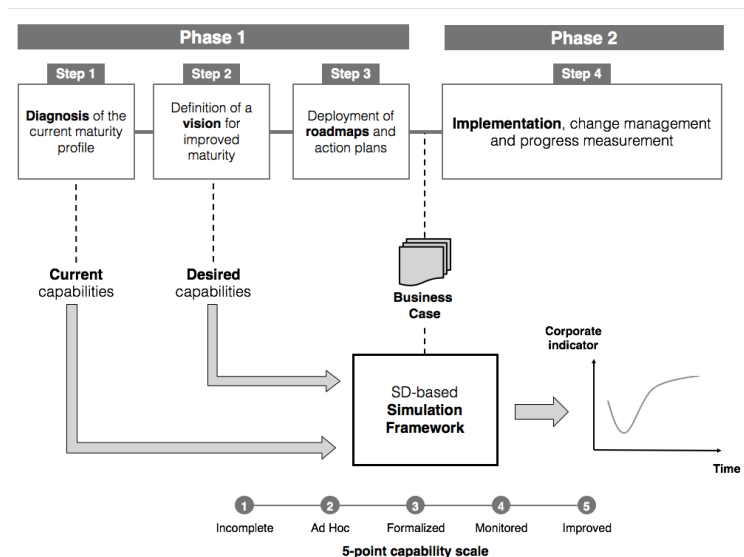 Phase 1
Phase 2
Step 1
Step 2
Step 3
Step 4
Diagnosis of the
current maturity
profile
Definition of a
vision for
improved
maturity
Deployment of
roadmaps and
action plans
Implementation, change management
and progress measurement
Current
capabilities
Desired
capabilities
Business
Case
SD-based
Simulation
Framework
Corporate
indicator
Time
1
2
3
4
5
Incomplete
Ad Hoc
Formalized
Monitored
Improved
5-point capability scale